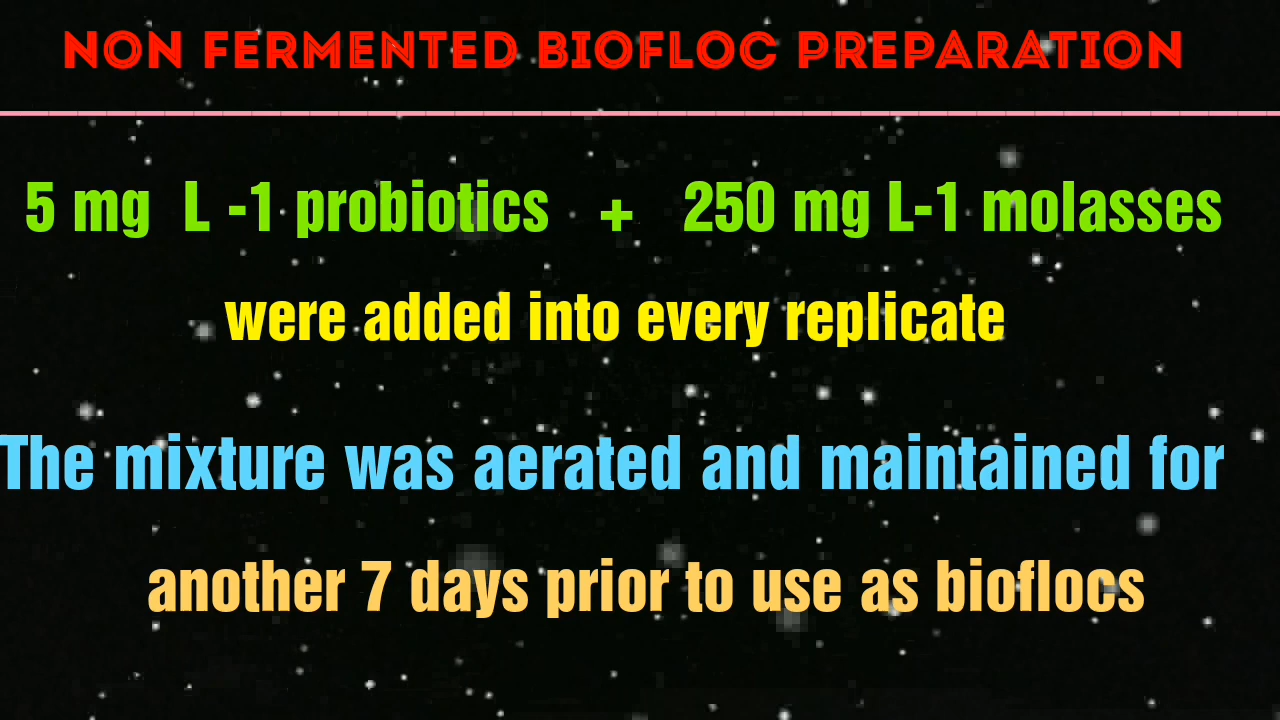 NON FERMENTED BIOFLOC PREPARATION
5 mg L -1 probiotics + 250 mg L-1 molasses
were added into every replicate
The mixture was aerated and maintained for
another 7 days prior to use as bioflocs